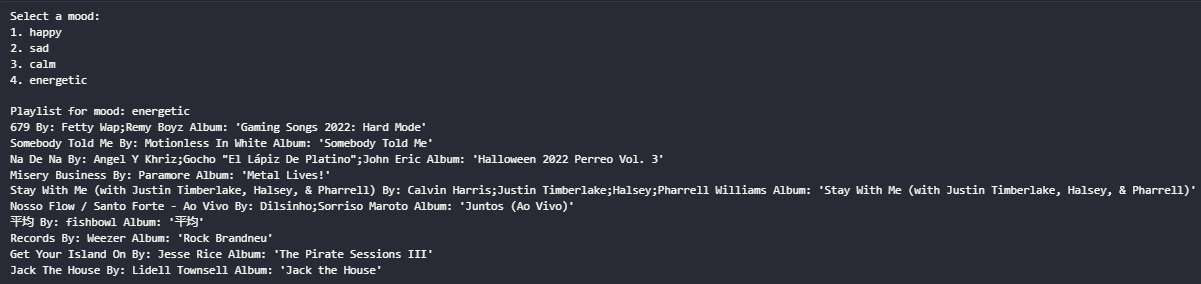 Select a mood:
1. happy
2. sad
3. calm
4. energetic
Playlist for mood: energetic
679 By: Fetty Wap;Remy Boyz Album: 'Gaming Songs 2022: Hard Mode'
Somebody Told Me By: Motionless In White Album: 'Somebody Told Me'
Na De Na By: Angel Y Khriz;Gocho "El Lápiz De Platino";John Eric Album: 'Halloween 2022 Perreo Vol. 3'
Misery Business By: Paramore Album: 'Metal Lives!'
Stay With Me (with Justin Timberlake, Halsey, & Pharrell) By: Calvin Harris;Justin Timberlake;Halsey;Pharrell Williams Album: 'Stay With Me (with Justin Timberlake, Halsey, & Pharrell)'
Nosso Flow / Santo Forte - Ao Vivo By: Dilsinho;Sorriso Maroto Album: 'Juntos (Ao Vivo)'
平均 By: fishbowl Album: '平均'
Records By: Weezer Album: 'Rock Brandneu'
Get Your Island On By: Jesse Rice Album: 'The Pirate Sessions III'
Jack The House By: Lidell Townsell Album: 'Jack the House'